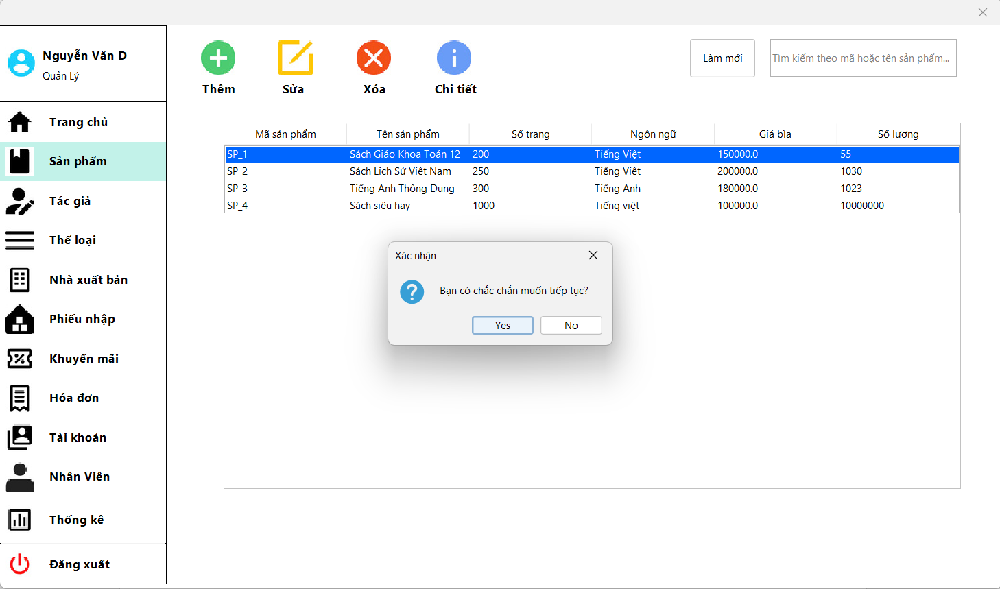 Nguyễn Văn D
Quản Lý
Trang chủ
Sản phẩm
Tác giả
Thể loại
Nhà xuất bản
Phiếu nhập
Khuyến mãi
Hóa đơn
Tài khoản
Nhân Viên
Thống kê
Đăng xuất
Thêm Sửa Xóa Chi tiết
Làm mới
Tìm kiếm theo mã hoặc tên sản phẩm...
Mã sản phẩm Tên sản phẩm Số trang Ngôn ngữ Giá bìa Số lượng
SP_1 Sách Giáo Khoa Toán 12 200 Tiếng Việt 150000.0 55
SP_2 Sách Lịch Sử Việt Nam 250 Tiếng Việt 200000.0 1030
SP_3 Tiếng Anh Thông Dụng 300 Tiếng Anh 180000.0 1023
SP_4 Sách siêu hay 1000 Tiếng việt 100000.0 10000000
Xác nhận
Bạn có chắc chắn muốn tiếp tục?
Yes No